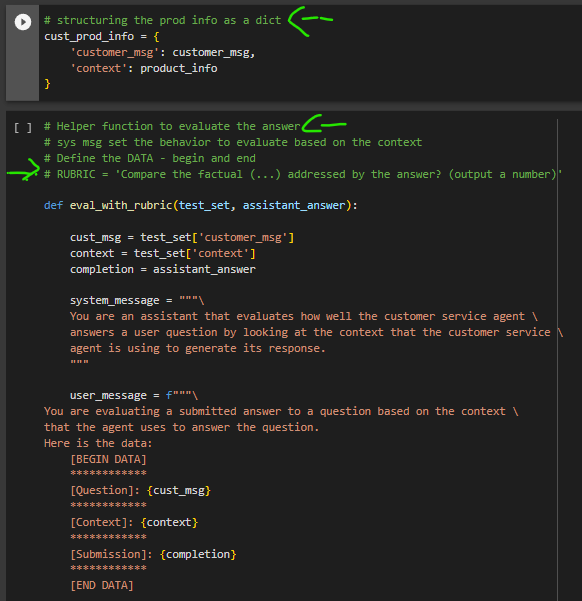 # structuring the prod info as a dict
cust_prod_info = {
    'customer_msg': customer_msg,
    'context': product_info
}
[ ] # Helper function to evaluate the answer
# sys msg set the behavior to evaluate based on the context
# Define the DATA - begin and end
# RUBRIC = 'Compare the factual (...) addressed by the answer? (output a number)'
def eval_with_rubric(test_set, assistant_answer):
    cust_msg = test_set['customer_msg']
    context = test_set['context']
    completion = assistant_answer
    system_message = """\
    You are an assistant that evaluates how well the customer service agent \
    answers a user question by looking at the context that the customer service \
    agent is using to generate its response.
    """
    user_message = f"""\
You are evaluating a submitted answer to a question based on the context \
that the agent uses to answer the question.
Here is the data:
    [BEGIN DATA]
    ************
    [Question]: {cust_msg}
    ************
    [Context]: {context}
    ************
    [Submission]: {completion}
    ************
    [END DATA]